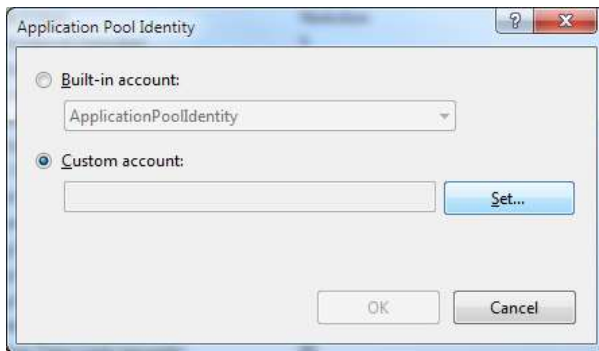 Application Pool Identity
?
X
Built-in account:
ApplicationPoolIdentity
Custom account:
Set...
OK
Cancel